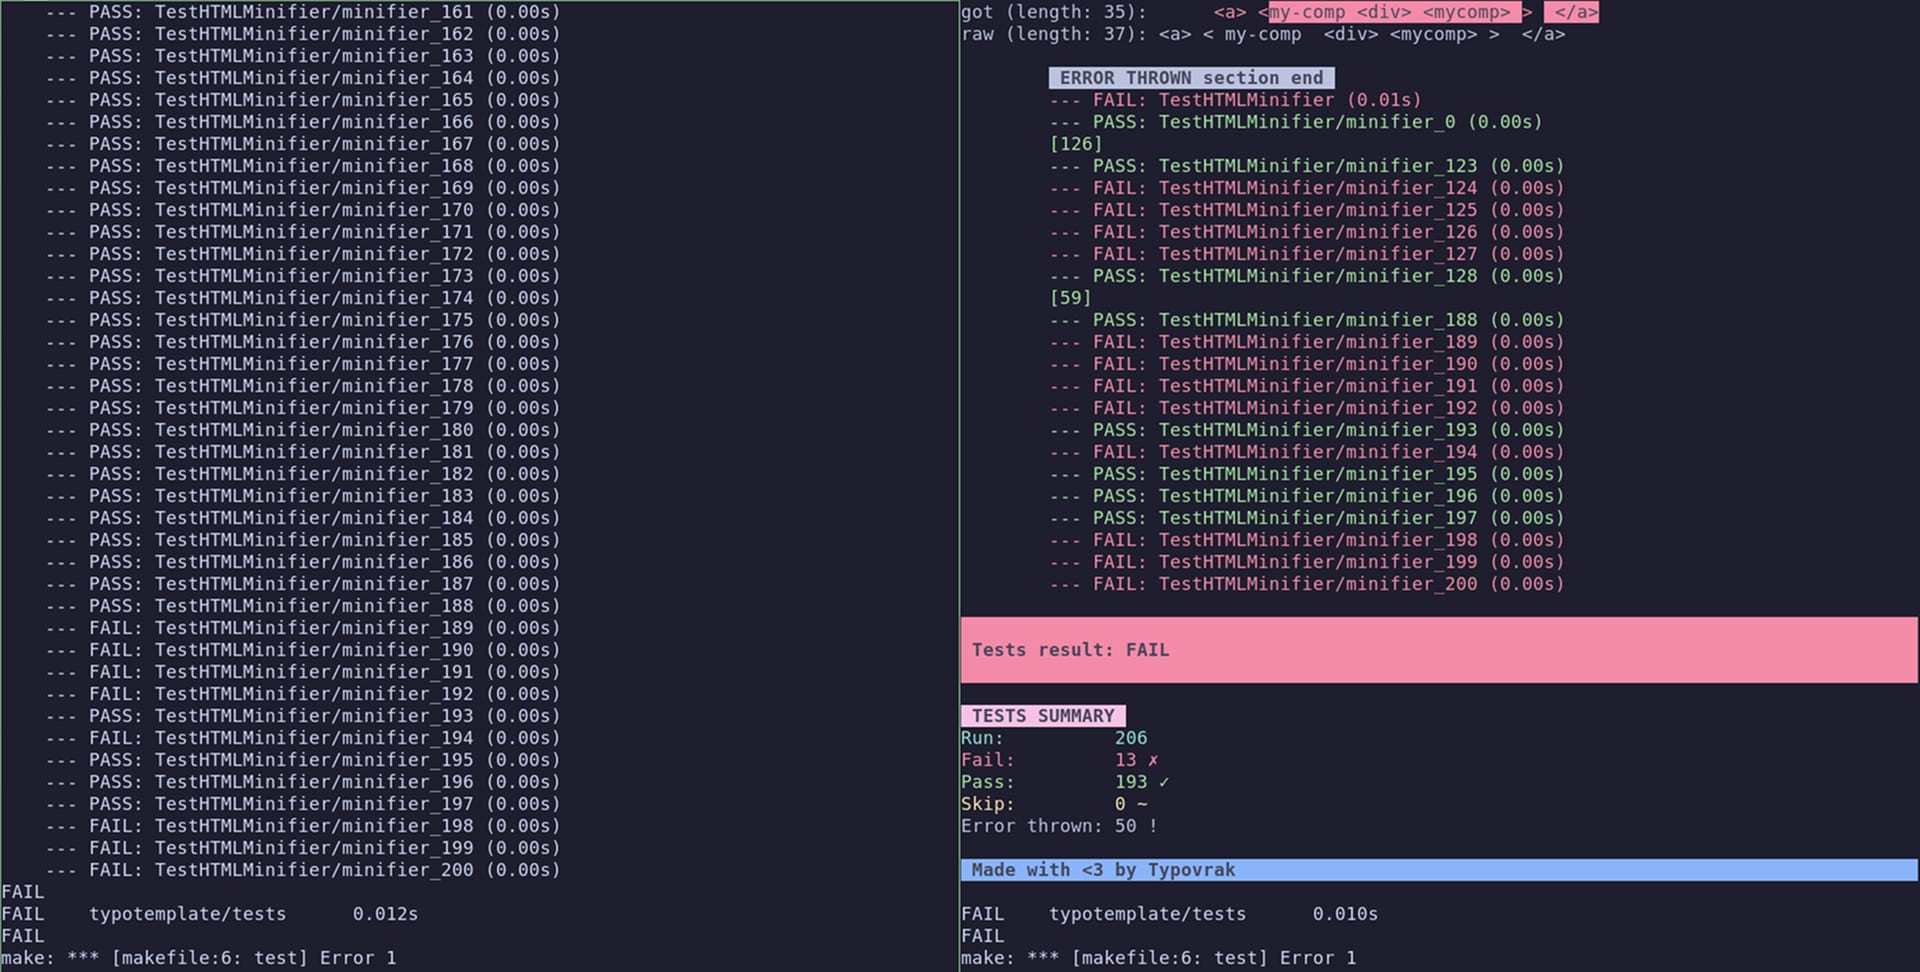 --- PASS: TestHTMLMinifier/minifier_161 (0.00s)
--- PASS: TestHTMLMinifier/minifier_162 (0.00s)
--- PASS: TestHTMLMinifier/minifier_163 (0.00s)
--- PASS: TestHTMLMinifier/minifier_164 (0.00s)
--- PASS: TestHTMLMinifier/minifier_165 (0.00s)
--- PASS: TestHTMLMinifier/minifier_166 (0.00s)
--- PASS: TestHTMLMinifier/minifier_167 (0.00s)
--- PASS: TestHTMLMinifier/minifier_168 (0.00s)
--- PASS: TestHTMLMinifier/minifier_169 (0.00s)
--- PASS: TestHTMLMinifier/minifier_170 (0.00s)
--- PASS: TestHTMLMinifier/minifier_171 (0.00s)
--- PASS: TestHTMLMinifier/minifier_172 (0.00s)
--- PASS: TestHTMLMinifier/minifier_173 (0.00s)
--- PASS: TestHTMLMinifier/minifier_174 (0.00s)
--- PASS: TestHTMLMinifier/minifier_175 (0.00s)
--- PASS: TestHTMLMinifier/minifier_176 (0.00s)
--- PASS: TestHTMLMinifier/minifier_177 (0.00s)
--- PASS: TestHTMLMinifier/minifier_178 (0.00s)
--- PASS: TestHTMLMinifier/minifier_179 (0.00s)
--- PASS: TestHTMLMinifier/minifier_180 (0.00s)
--- PASS: TestHTMLMinifier/minifier_181 (0.00s)
--- PASS: TestHTMLMinifier/minifier_182 (0.00s)
--- PASS: TestHTMLMinifier/minifier_183 (0.00s)
--- PASS: TestHTMLMinifier/minifier_184 (0.00s)
--- PASS: TestHTMLMinifier/minifier_185 (0.00s)
--- PASS: TestHTMLMinifier/minifier_186 (0.00s)
--- PASS: TestHTMLMinifier/minifier_187 (0.00s)
--- PASS: TestHTMLMinifier/minifier_188 (0.00s)
--- FAIL: TestHTMLMinifier/minifier_189 (0.00s)
--- FAIL: TestHTMLMinifier/minifier_190 (0.00s)
--- FAIL: TestHTMLMinifier/minifier_191 (0.00s)
--- FAIL: TestHTMLMinifier/minifier_192 (0.00s)
--- PASS: TestHTMLMinifier/minifier_193 (0.00s)
--- FAIL: TestHTMLMinifier/minifier_194 (0.00s)
--- PASS: TestHTMLMinifier/minifier_195 (0.00s)
--- PASS: TestHTMLMinifier/minifier_196 (0.00s)
--- PASS: TestHTMLMinifier/minifier_197 (0.00s)
--- FAIL: TestHTMLMinifier/minifier_198 (0.00s)
--- FAIL: TestHTMLMinifier/minifier_199 (0.00s)
--- FAIL: TestHTMLMinifier/minifier_200 (0.00s)
FAIL
FAIL    typotemplate/tests      0.012s
FAIL
make: *** [makefile:6: test] Error 1
got (length: 35):      <a> <my-comp <div> <mycomp> >  </a>
raw (length: 37): <a> < my-comp  <div> <mycomp> >  </a>
ERROR THROWN section end
--- FAIL: TestHTMLMinifier (0.01s)
--- PASS: TestHTMLMinifier/minifier_0 (0.00s)
[126]
--- PASS: TestHTMLMinifier/minifier_123 (0.00s)
--- FAIL: TestHTMLMinifier/minifier_124 (0.00s)
--- FAIL: TestHTMLMinifier/minifier_125 (0.00s)
--- FAIL: TestHTMLMinifier/minifier_126 (0.00s)
--- FAIL: TestHTMLMinifier/minifier_127 (0.00s)
--- PASS: TestHTMLMinifier/minifier_128 (0.00s)
[59]
--- PASS: TestHTMLMinifier/minifier_188 (0.00s)
--- FAIL: TestHTMLMinifier/minifier_189 (0.00s)
--- FAIL: TestHTMLMinifier/minifier_190 (0.00s)
--- FAIL: TestHTMLMinifier/minifier_191 (0.00s)
--- FAIL: TestHTMLMinifier/minifier_192 (0.00s)
--- PASS: TestHTMLMinifier/minifier_193 (0.00s)
--- FAIL: TestHTMLMinifier/minifier_194 (0.00s)
--- PASS: TestHTMLMinifier/minifier_195 (0.00s)
--- PASS: TestHTMLMinifier/minifier_196 (0.00s)
--- PASS: TestHTMLMinifier/minifier_197 (0.00s)
--- FAIL: TestHTMLMinifier/minifier_198 (0.00s)
--- FAIL: TestHTMLMinifier/minifier_199 (0.00s)
--- FAIL: TestHTMLMinifier/minifier_200 (0.00s)
Tests result: FAIL
TESTS SUMMARY
Run:          206
Fail:         13 ✗
Pass:         193 ✓
Skip:         0 ~
Error thrown: 50 !
Made with <3 by Typovrak
FAIL    typotemplate/tests      0.010s
FAIL
make: *** [makefile:6: test] Error 1